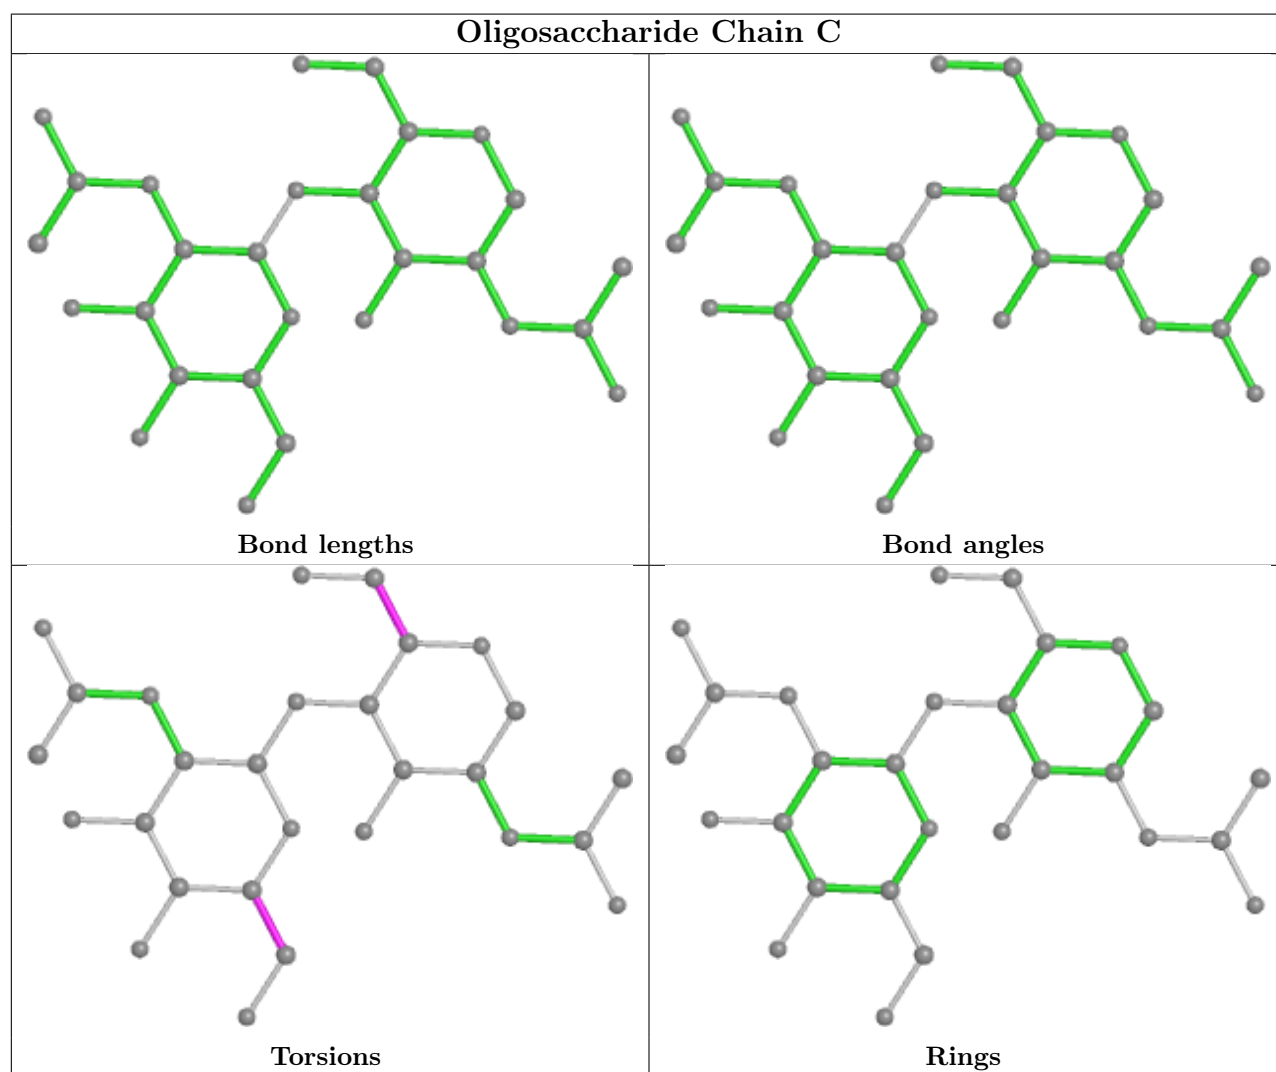 Oligosaccharide Chain C
Bond lengths
Bond angles
Torsions
Rings